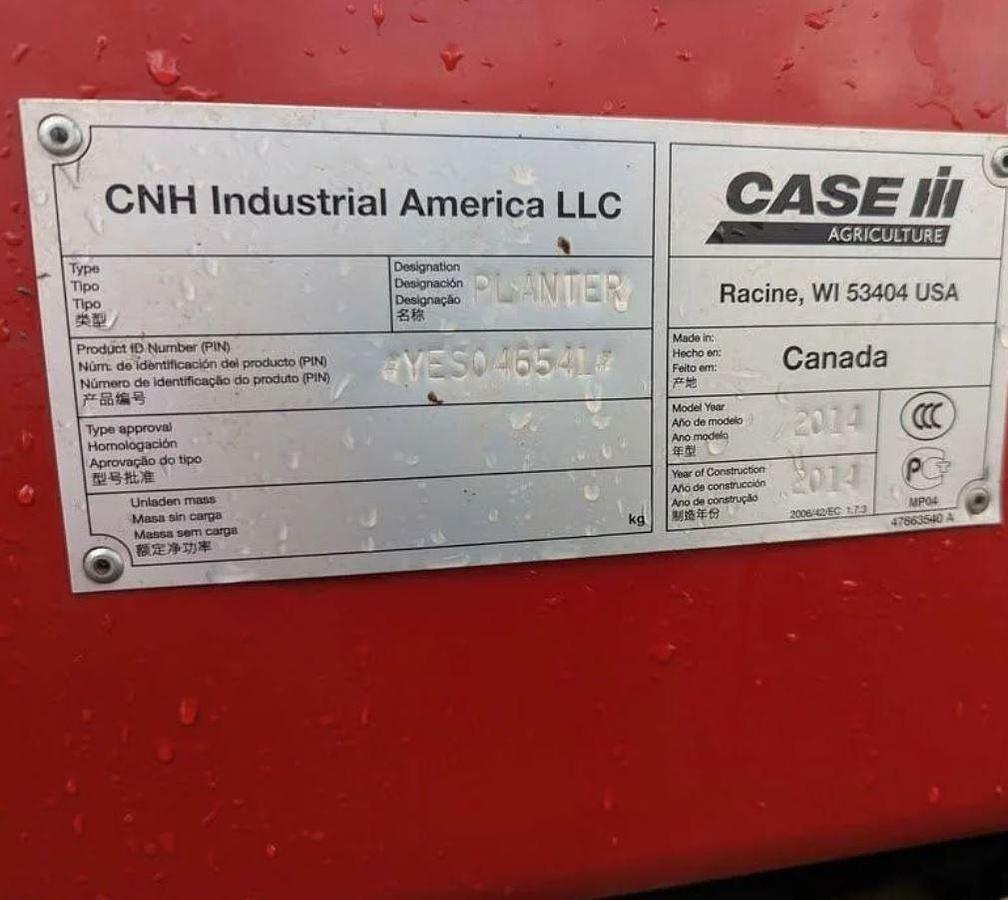 CNH Industrial America LLC
Type
Tipo
Tipo
类型
Designation
Designación
Designação
名称
PLANTER
Product ID Number (PIN)
Núm. de identificación del producto (PIN)
Número de identificação do produto (PIN)
产品编号
*YES046541*
Type approval
Homologación
Aprovação do tipo
型号批准
Unladen mass
Masa sin carga
Massa sem carga
额定净功率
kg
CASE IH
AGRICULTURE
Racine, WI 53404 USA
Made in:
Hecho en:
Feito em:
产地
Canada
Model Year
Año de modelo
Ano modelo
年型
2014
Year of Construction
Año de construcción
Ano de construção
制造年份
2014
2006/42/EC 1.7.3
CCC
PCT
MP04
47663540 A